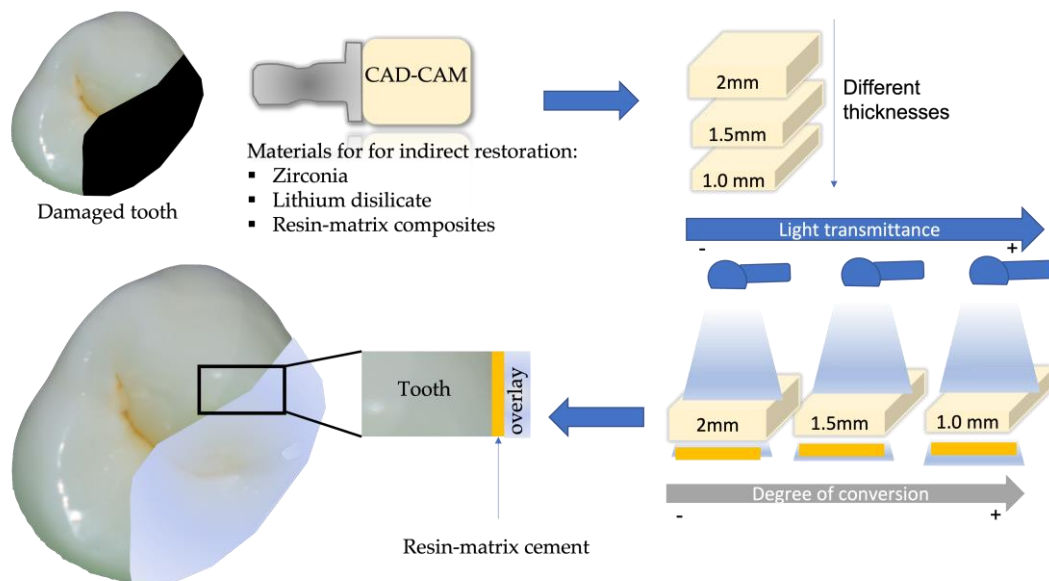 CAD-CAM
Materials for for indirect restoration:
▪ Zirconia
▪ Lithium disilicate
▪ Resin-matrix composites
Damaged tooth
2mm
1.5mm
1.0 mm
Different
thicknesses
Light transmittance
- +
2mm
1.5mm
1.0 mm
Degree of conversion
- +
Tooth
overlay
Resin-matrix cement